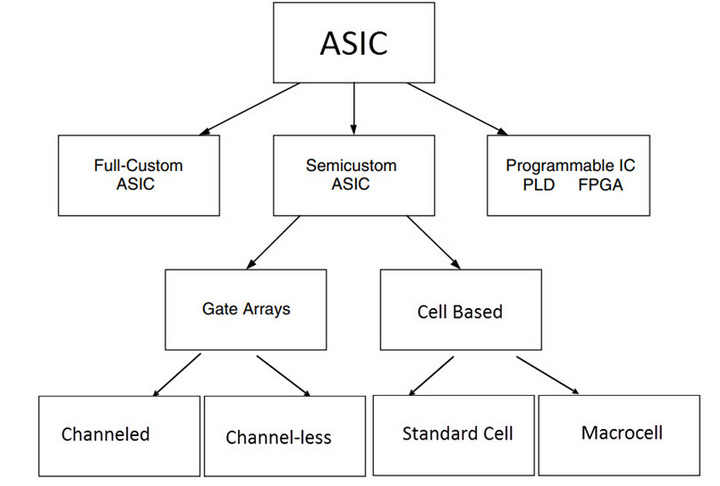 ASIC
Full-Custom
ASIC
Semicustom
ASIC
Programmable IC
PLD FPGA
Gate Arrays
Cell Based
Channeled
Channel-less
Standard Cell
Macrocell